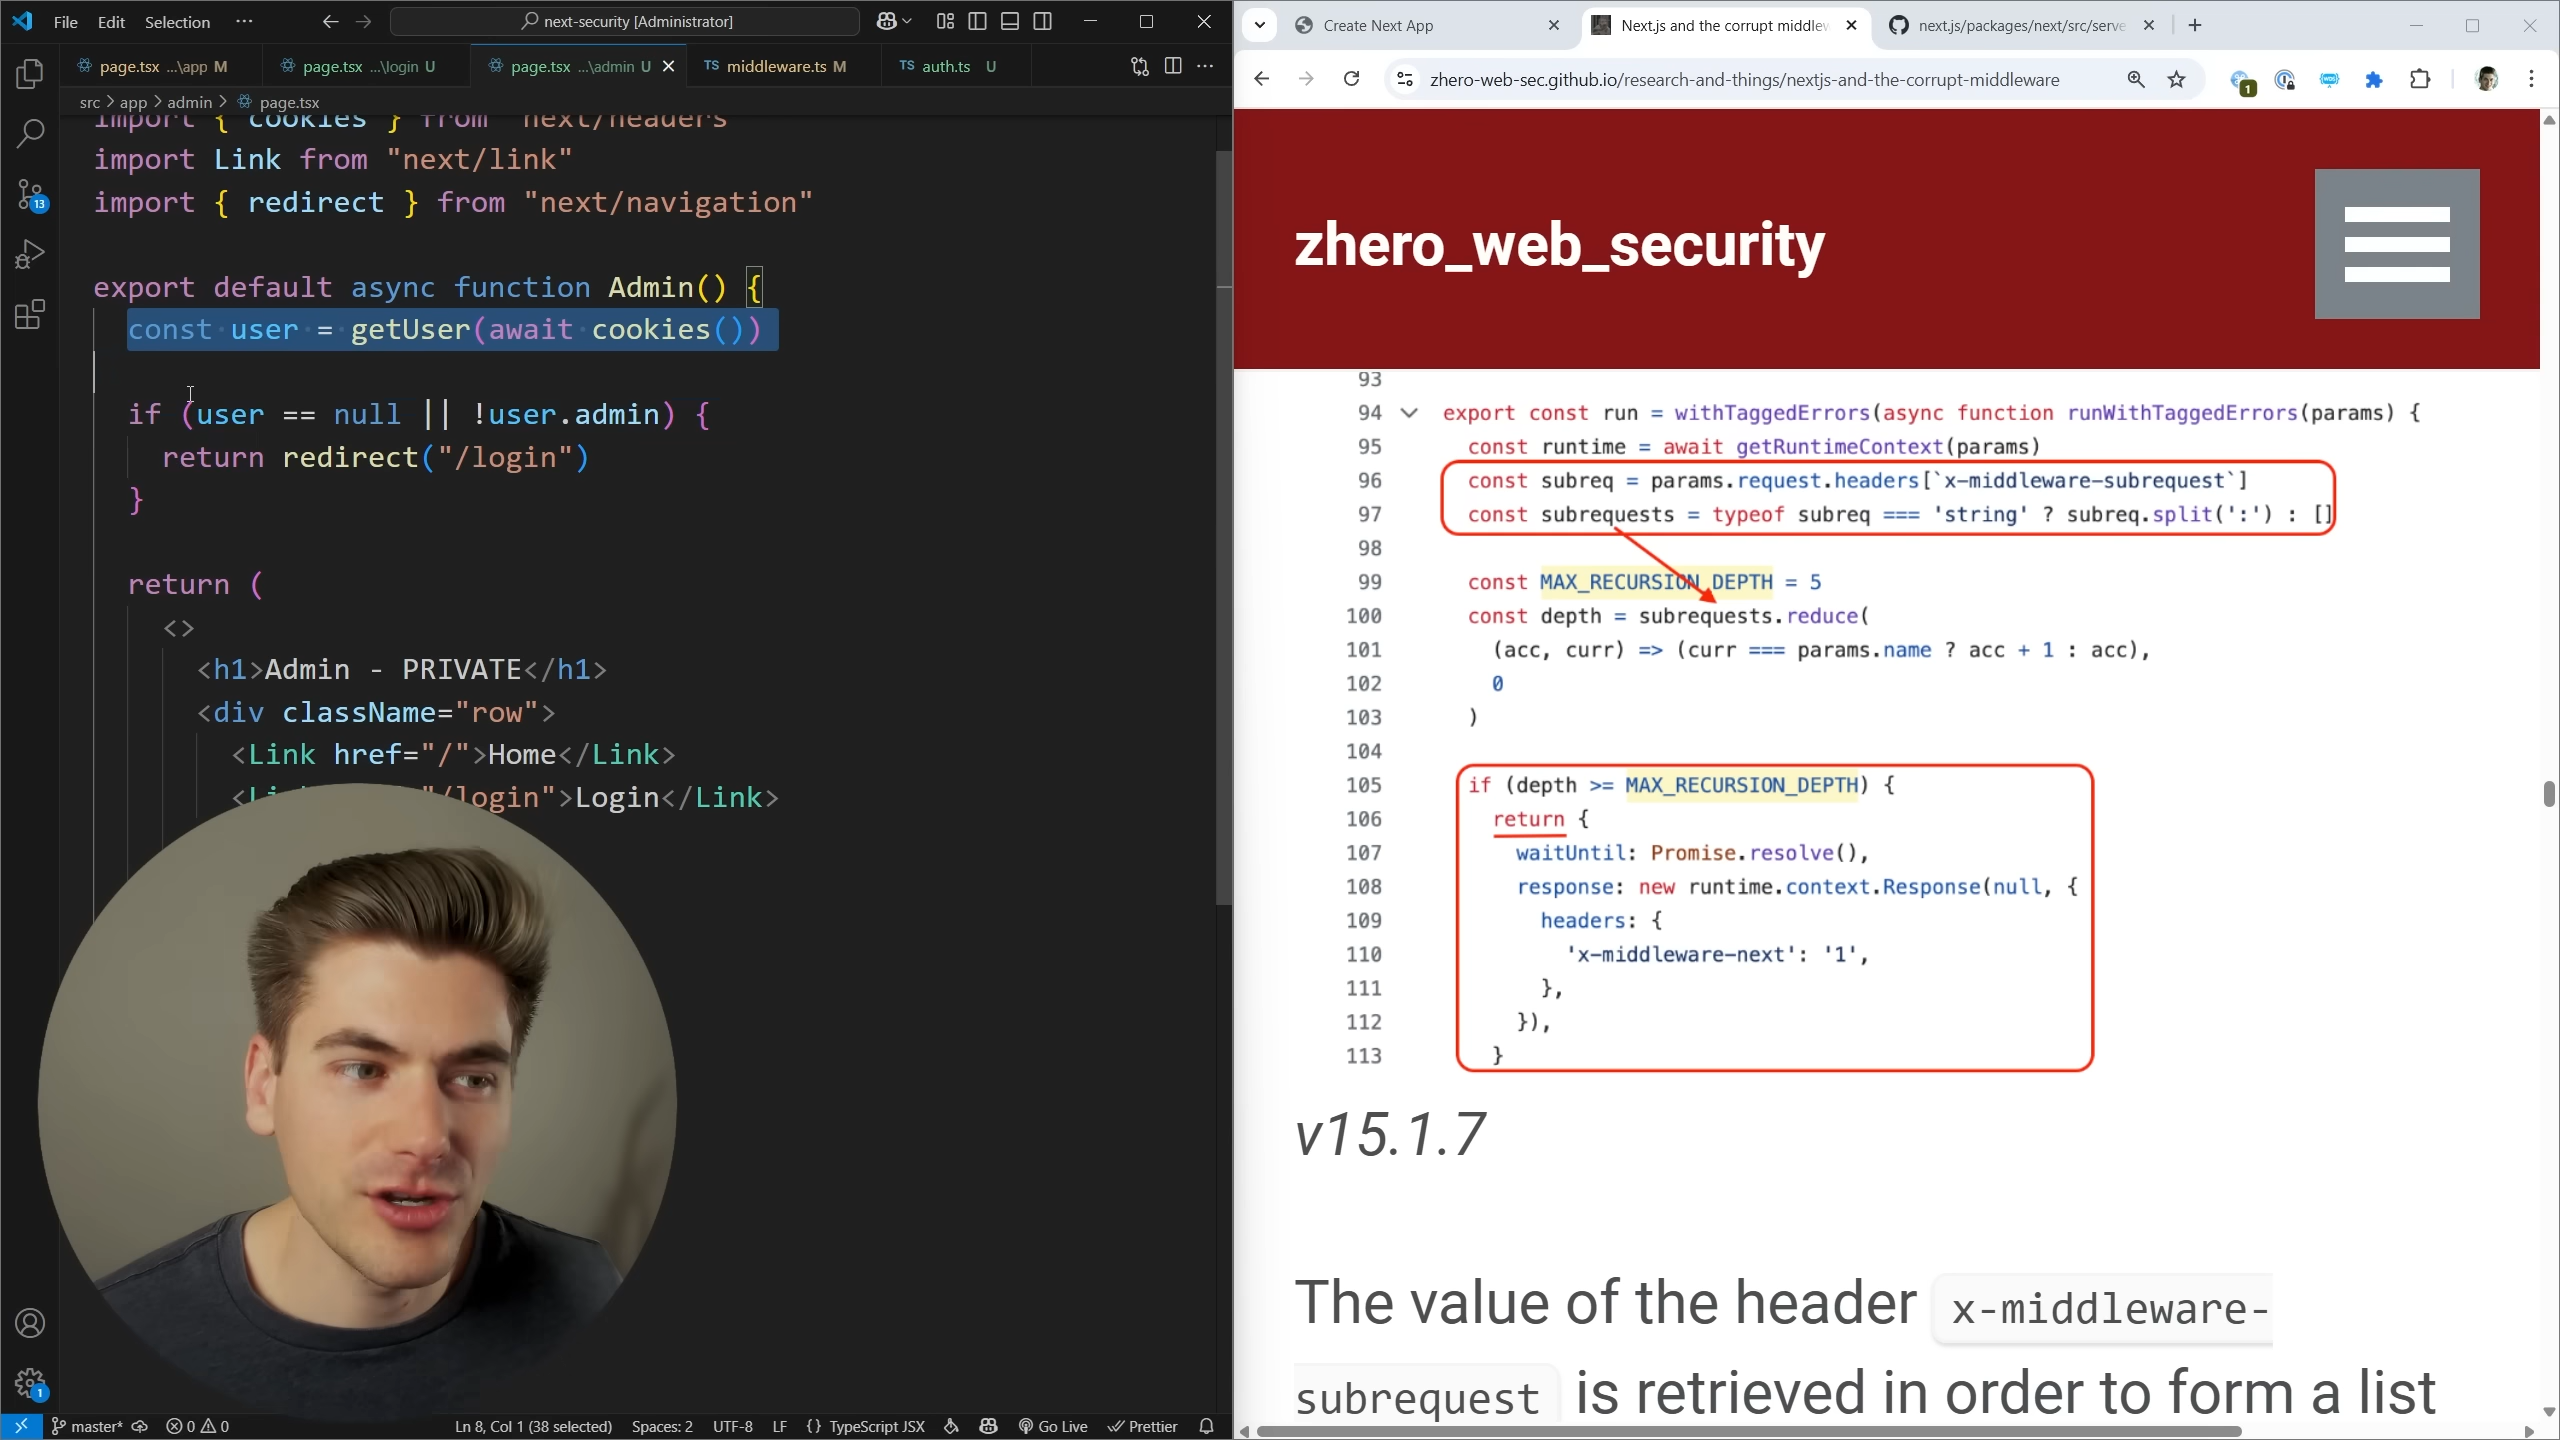 File Edit Selection ··· next-security [Administrator]
page.tsx ...\app M page.tsx ...\login U page.tsx ...\admin U TS middleware.ts M TS auth.ts U ···
src > app > admin > page.tsx
import { cookies } from "next/headers"
import Link from "next/link"
import { redirect } from "next/navigation"
export default async function Admin() {
const user = getUser(await cookies())
if (user == null || !user.admin) {
return redirect("/login")
}
return (
<>
<h1>Admin - PRIVATE</h1>
<div className="row">
<Link href="/">Home</Link>
"/login">Login</Link>
13
1
master* 0 0 Ln 8, Col 1 (38 selected) Spaces: 2 UTF-8 LF {} TypeScript JSX Go Live Prettier
Create Next App Next.js and the corrupt middlew next.js/packages/next/src/serve
zhero-web-sec.github.io/research-and-things/nextjs-and-the-corrupt-middleware
1
zhero_web_security
93
94 export const run = withTaggedErrors(async function runWithTaggedErrors(params) {
95 const runtime = await getRuntimeContext(params)
96 const subreq = params.request.headers[`x-middleware-subrequest`]
97 const subrequests = typeof subreq === 'string' ? subreq.split(':') : []
98
99 const MAX_RECURSION_DEPTH = 5
100 const depth = subrequests.reduce(
101 (acc, curr) => (curr === params.name ? acc + 1 : acc),
102 0
103 )
104
105 if (depth >= MAX_RECURSION_DEPTH) {
106 return {
107 waitUntil: Promise.resolve(),
108 response: new runtime.context.Response(null, {
109 headers: {
110 'x-middleware-next': '1',
111 },
112 }),
113 }
v15.1.7
The value of the header x-middleware-
subrequest is retrieved in order to form a list